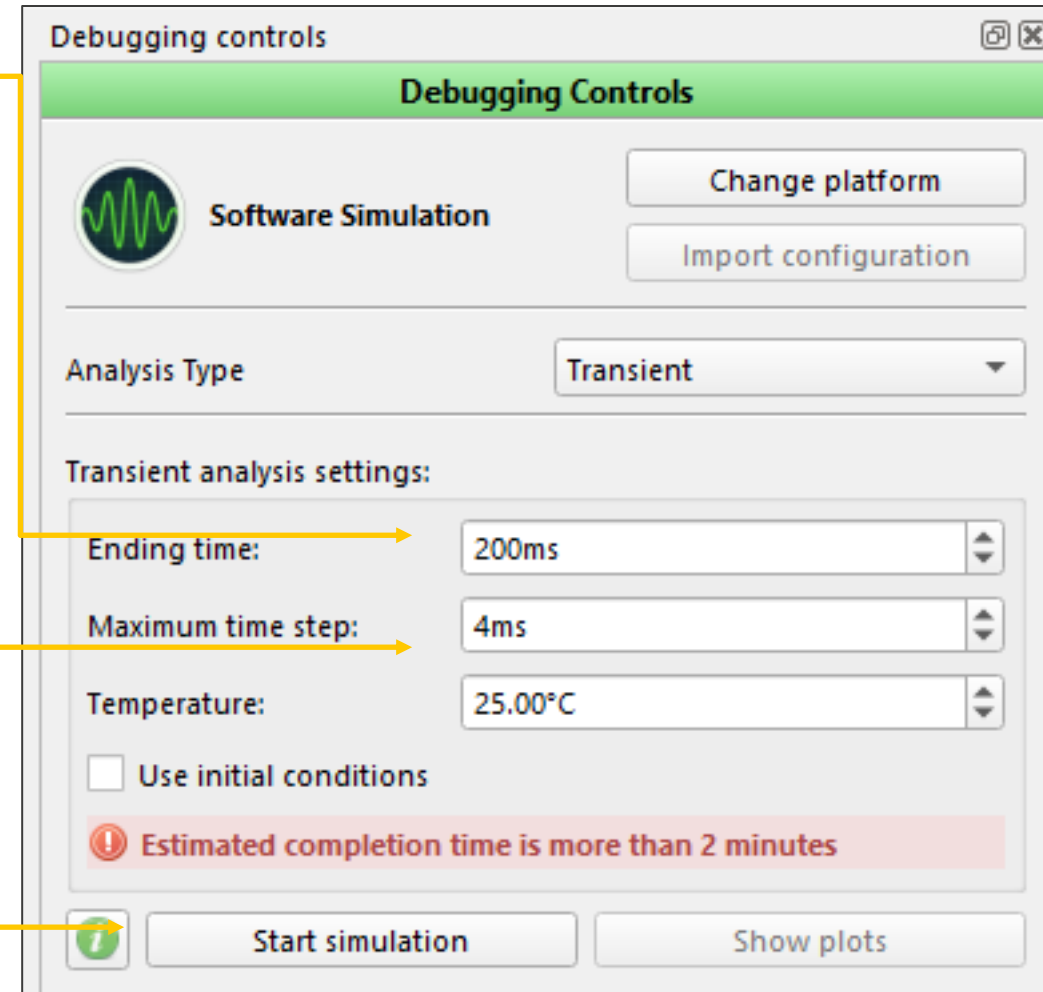 Debugging controls
Debugging Controls
Software Simulation
Change platform
Import configuration
Analysis Type
Transient
Transient analysis settings:
Ending time: 200ms
Maximum time step: 4ms
Temperature: 25.00°C
Use initial conditions
Estimated completion time is more than 2 minutes
i Start simulation Show plots